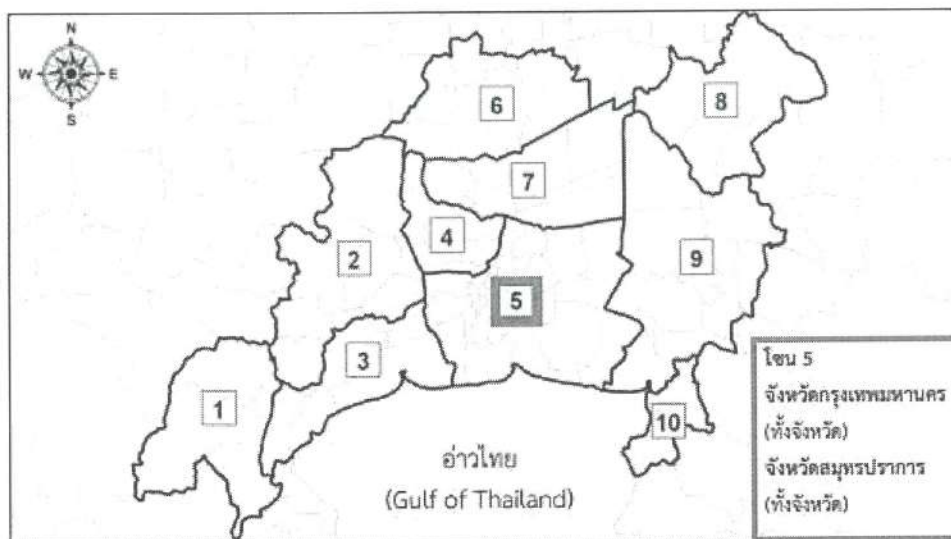 N
W E
S
6
8
7
4
2
9
5
3
1
10
อ่าวไทย
(Gulf of Thailand)
โซน 5
จังหวัดกรุงเทพมหานคร
(ทั้งจังหวัด)
จังหวัดสมุทรปราการ
(ทั้งจังหวัด)